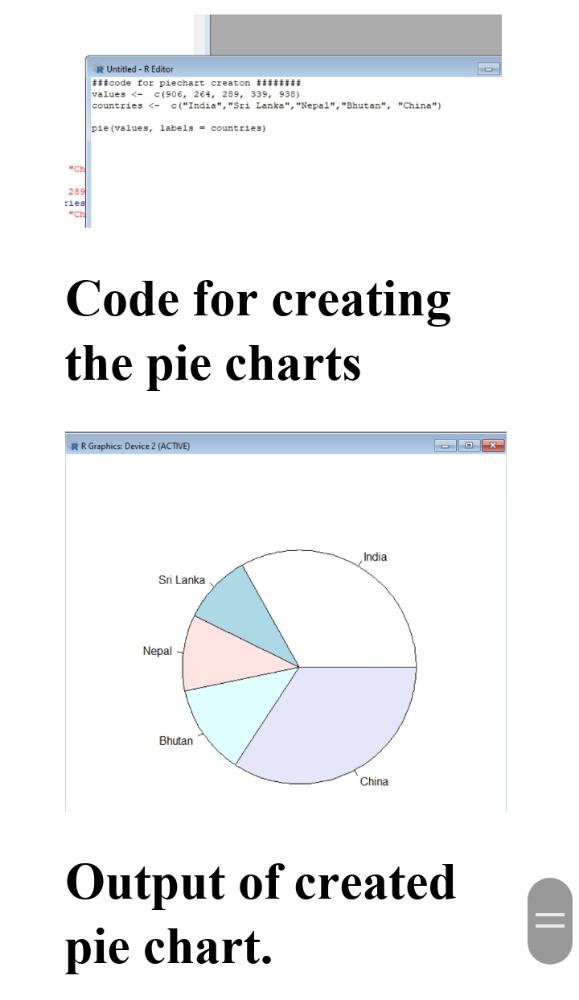 Untitled - R Editor
###code for piechart creaton ########
values <- c(906, 264, 289, 339, 938)
countries <- c("India","Sri Lanka","Nepal","Bhutan", "China")
pie(values, labels = countries)
"Ch
289
ries
"Ch
Code for creating
the pie charts
R Graphics: Device 2 (ACTIVE)
India
Sri Lanka
Nepal
Bhutan
China
Output of created
pie chart.